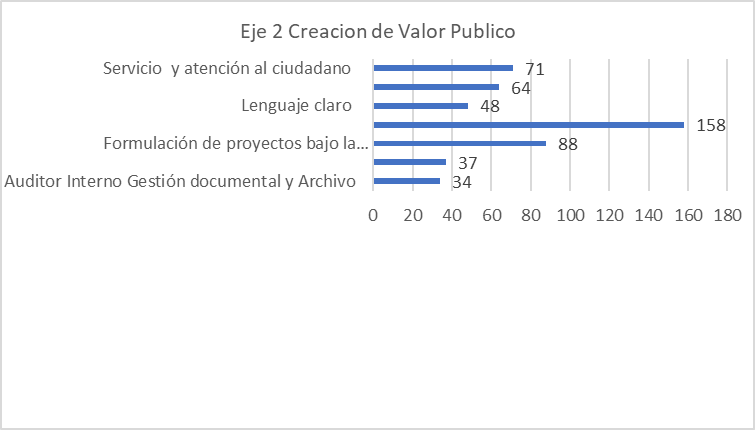 Eje 2 Creacion de Valor Publico
Servicio  y atención al ciudadano 71
64
Lenguaje claro 48
158
Formulación de proyectos bajo la... 88
37
Auditor Interno Gestión documental y Archivo 34
0 20 40 60 80 100 120 140 160 180